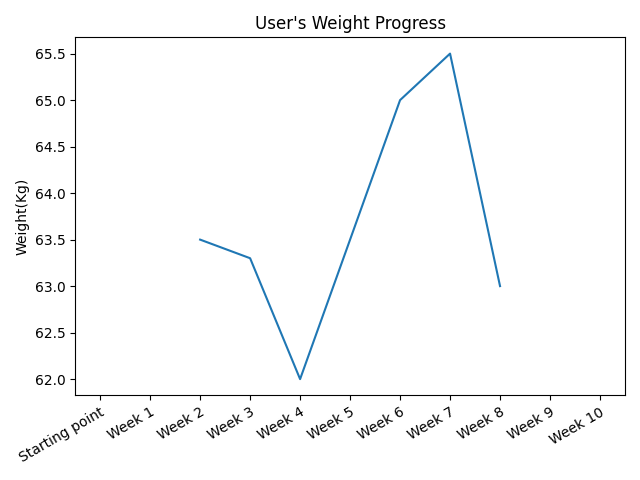 User's Weight Progress
Weight(Kg)
65.5
65.0
64.5
64.0
63.5
63.0
62.5
62.0
Starting point
Week 1
Week 2
Week 3
Week 4
Week 5
Week 6
Week 7
Week 8
Week 9
Week 10